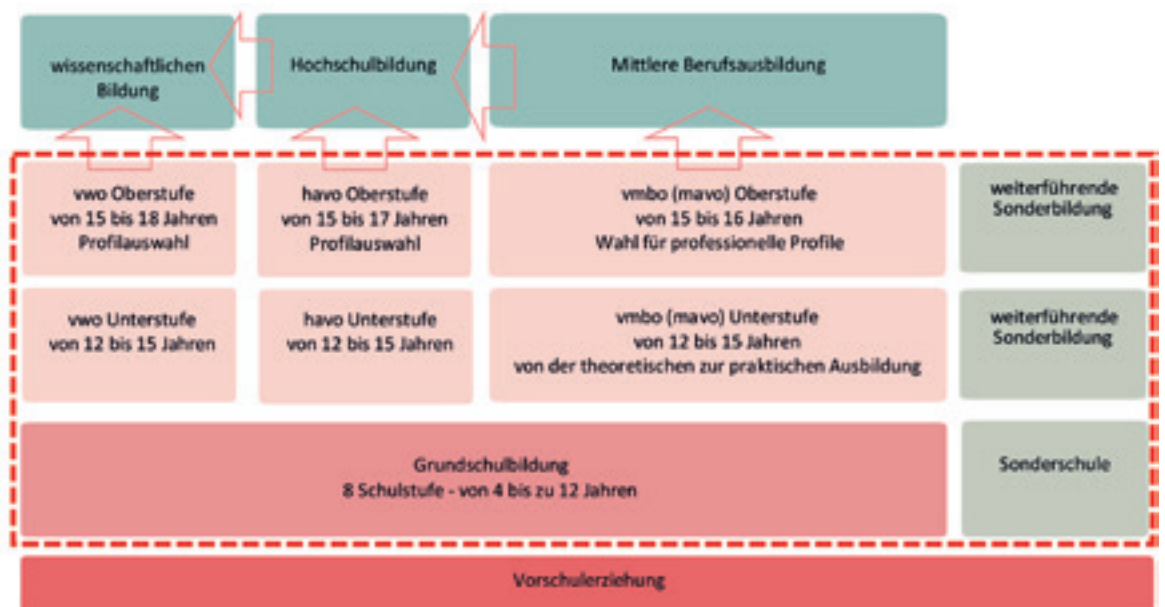 wissenschaftlichen
Bildung
Hochschulbildung
Mittlere Berufsausbildung
vwo Oberstufe
von 15 bis 18 Jahren
Profilauswahl
havo Oberstufe
von 15 bis 17 Jahren
Profilauswahl
vmbo (mavo) Oberstufe
von 15 bis 16 Jahren
Wahl für professionelle Profile
weiterführende
Sonderbildung
vwo Unterstufe
von 12 bis 15 Jahren
havo Unterstufe
von 12 bis 15 Jahren
vmbo (mavo) Unterstufe
von 12 bis 15 Jahren
von der theoretischen zur praktischen Ausbildung
weiterführende
Sonderbildung
Grundschulbildung
8 Schulstufe - von 4 bis zu 12 Jahren
Sonderschule
Vorschulerziehung